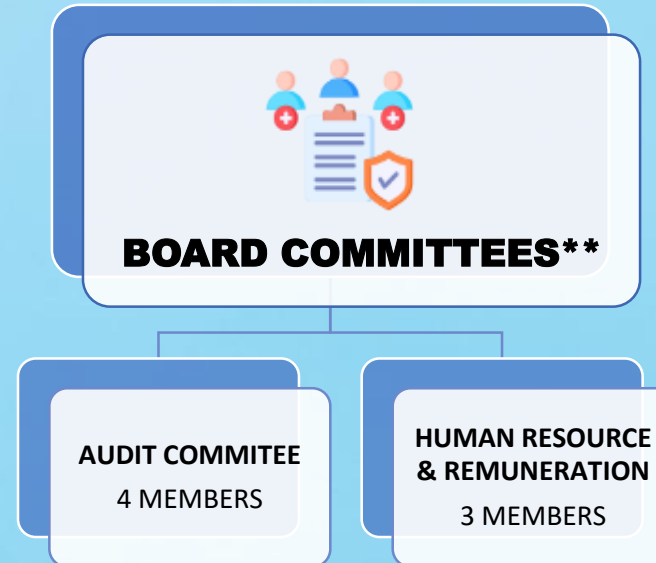 BOARD COMMITTEES**
AUDIT COMMITEE
4 MEMBERS
HUMAN RESOURCE
& REMUNERATION
3 MEMBERS